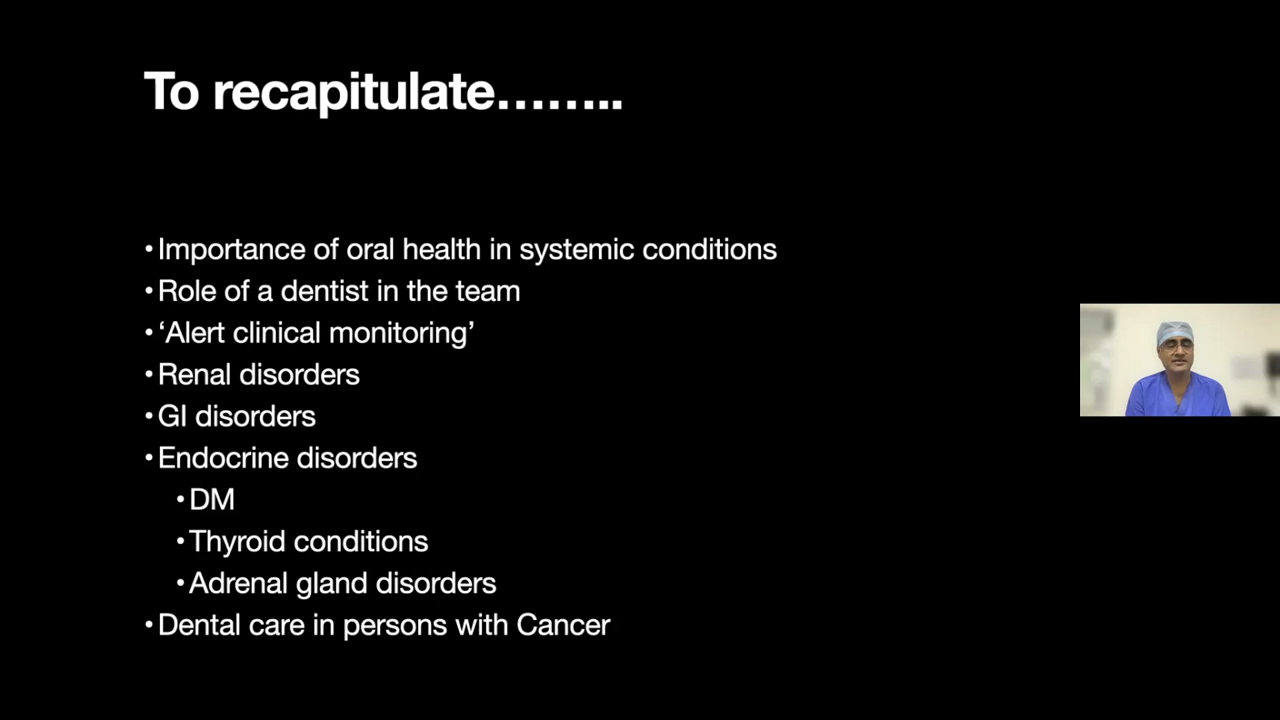 To recapitulate……..
•Importance of oral health in systemic conditions
•Role of a dentist in the team
•‘Alert clinical monitoring’
•Renal disorders
•GI disorders
•Endocrine disorders
•DM
•Thyroid conditions
•Adrenal gland disorders
•Dental care in persons with Cancer